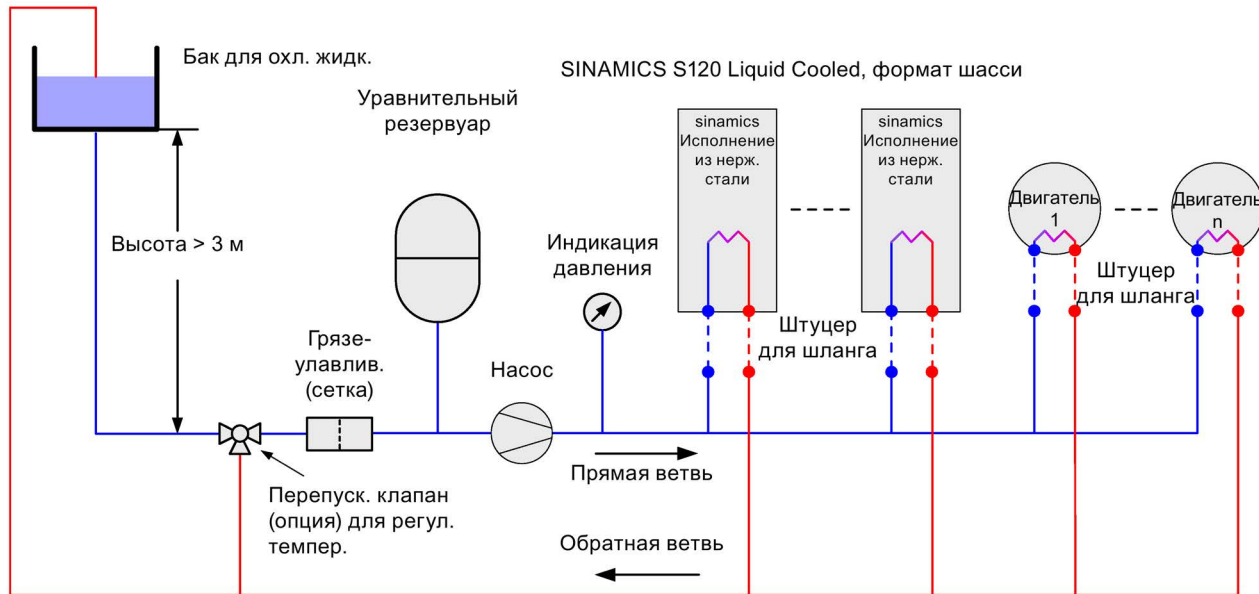 Бак для охл. жидк.
SINAMICS S120 Liquid Cooled, формат шасси
Уравнительный
резервуар
sinamics
Исполнение
из нерж.
стали
sinamics
Исполнение
из нерж.
стали
Двигатель
1
Двигатель
n
Высота > 3 м
Индикация
давления
Штуцер
для шланга
Штуцер
для шланга
Грязе-
улавлив.
(сетка)
Насос
Прямая ветвь
Перепуск. клапан
(опция) для регул.
темпер.
Обратная ветвь